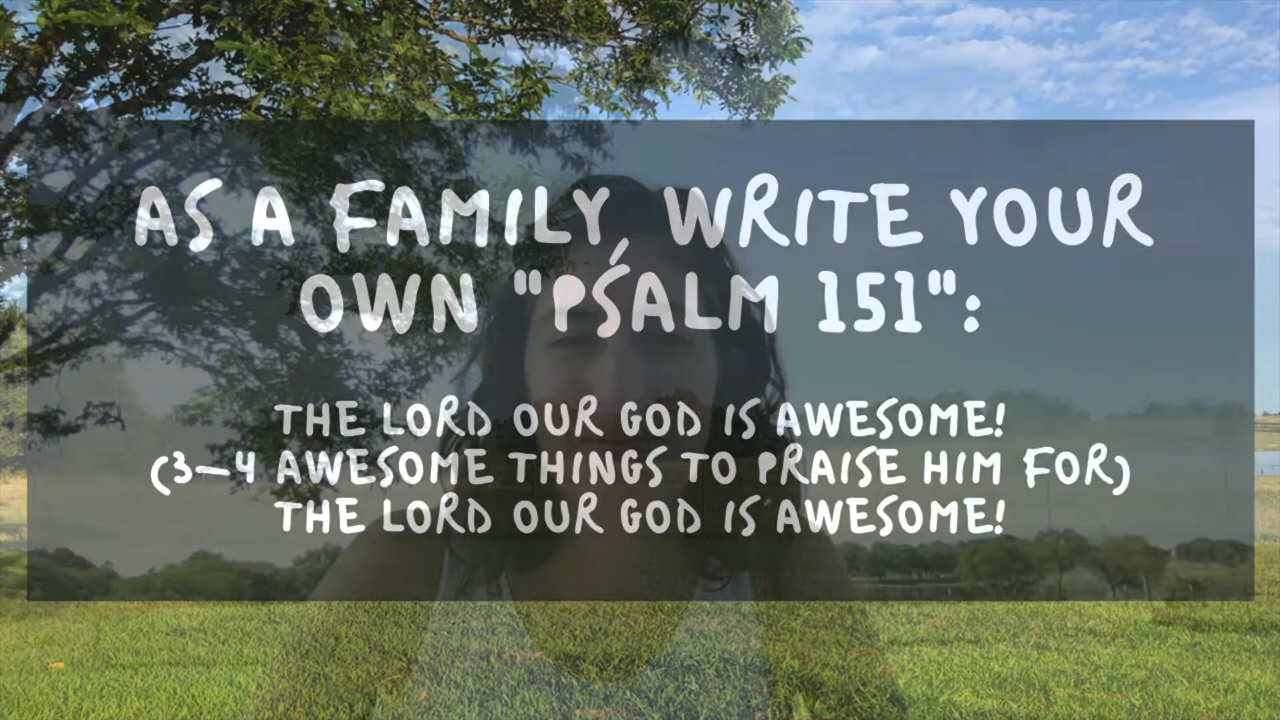 AS A FAMILY, WRITE YOUR
OWN "PSALM 151":
THE LORD OUR GOD IS AWESOME!
(3–4 AWESOME THINGS TO PRAISE HIM FOR)
THE LORD OUR GOD IS AWESOME!